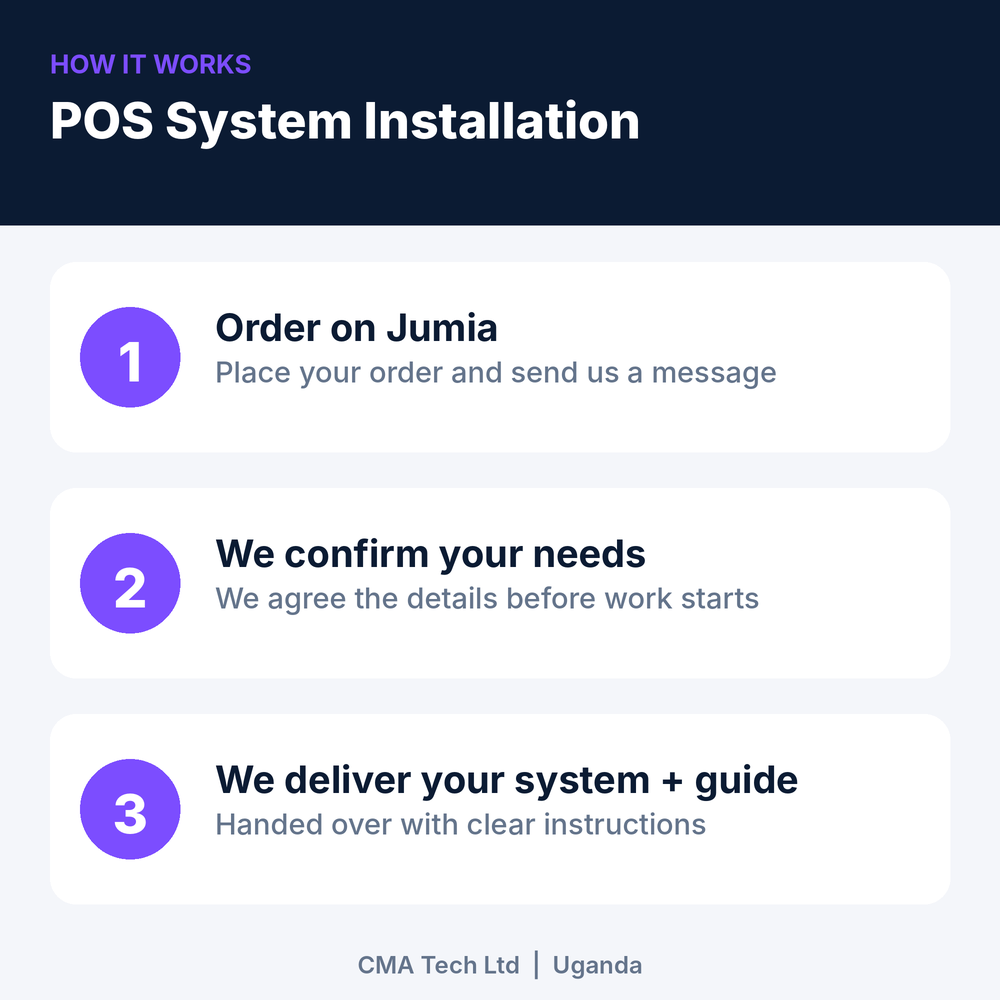 HOW IT WORKS
POS System Installation
1
Order on Jumia
Place your order and send us a message
2
We confirm your needs
We agree the details before work starts
3
We deliver your system + guide
Handed over with clear instructions
CMA Tech Ltd | Uganda